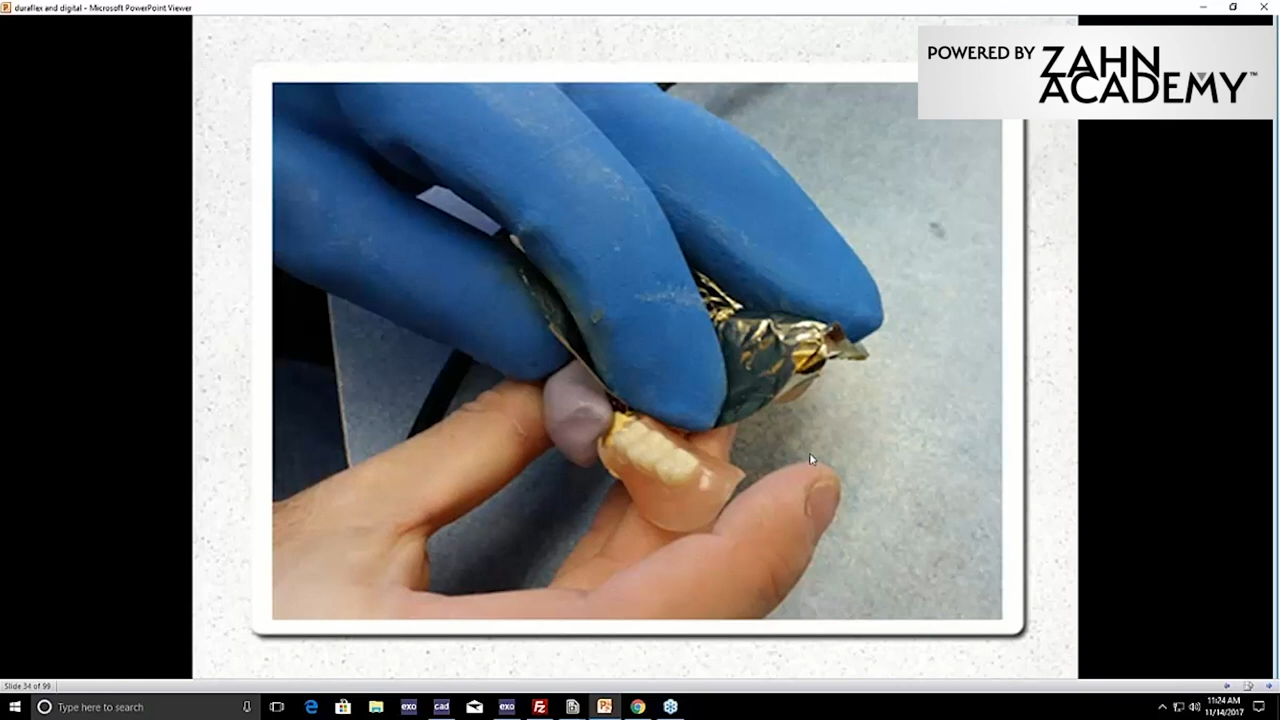 duraflex and digital - Microsoft PowerPoint Viewer
POWERED BY ZAHN
ACADEMY™
Slide 34 of 99
exo
cad
exo
Type here to search
11:24 AM
11/14/2017